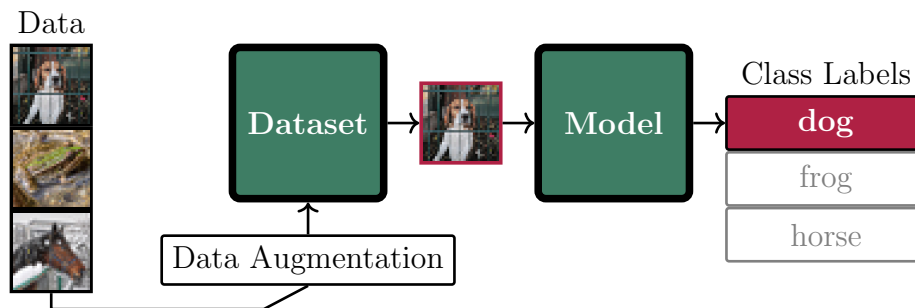 Data
Dataset
Model
Class Labels
dog
frog
horse
Data Augmentation